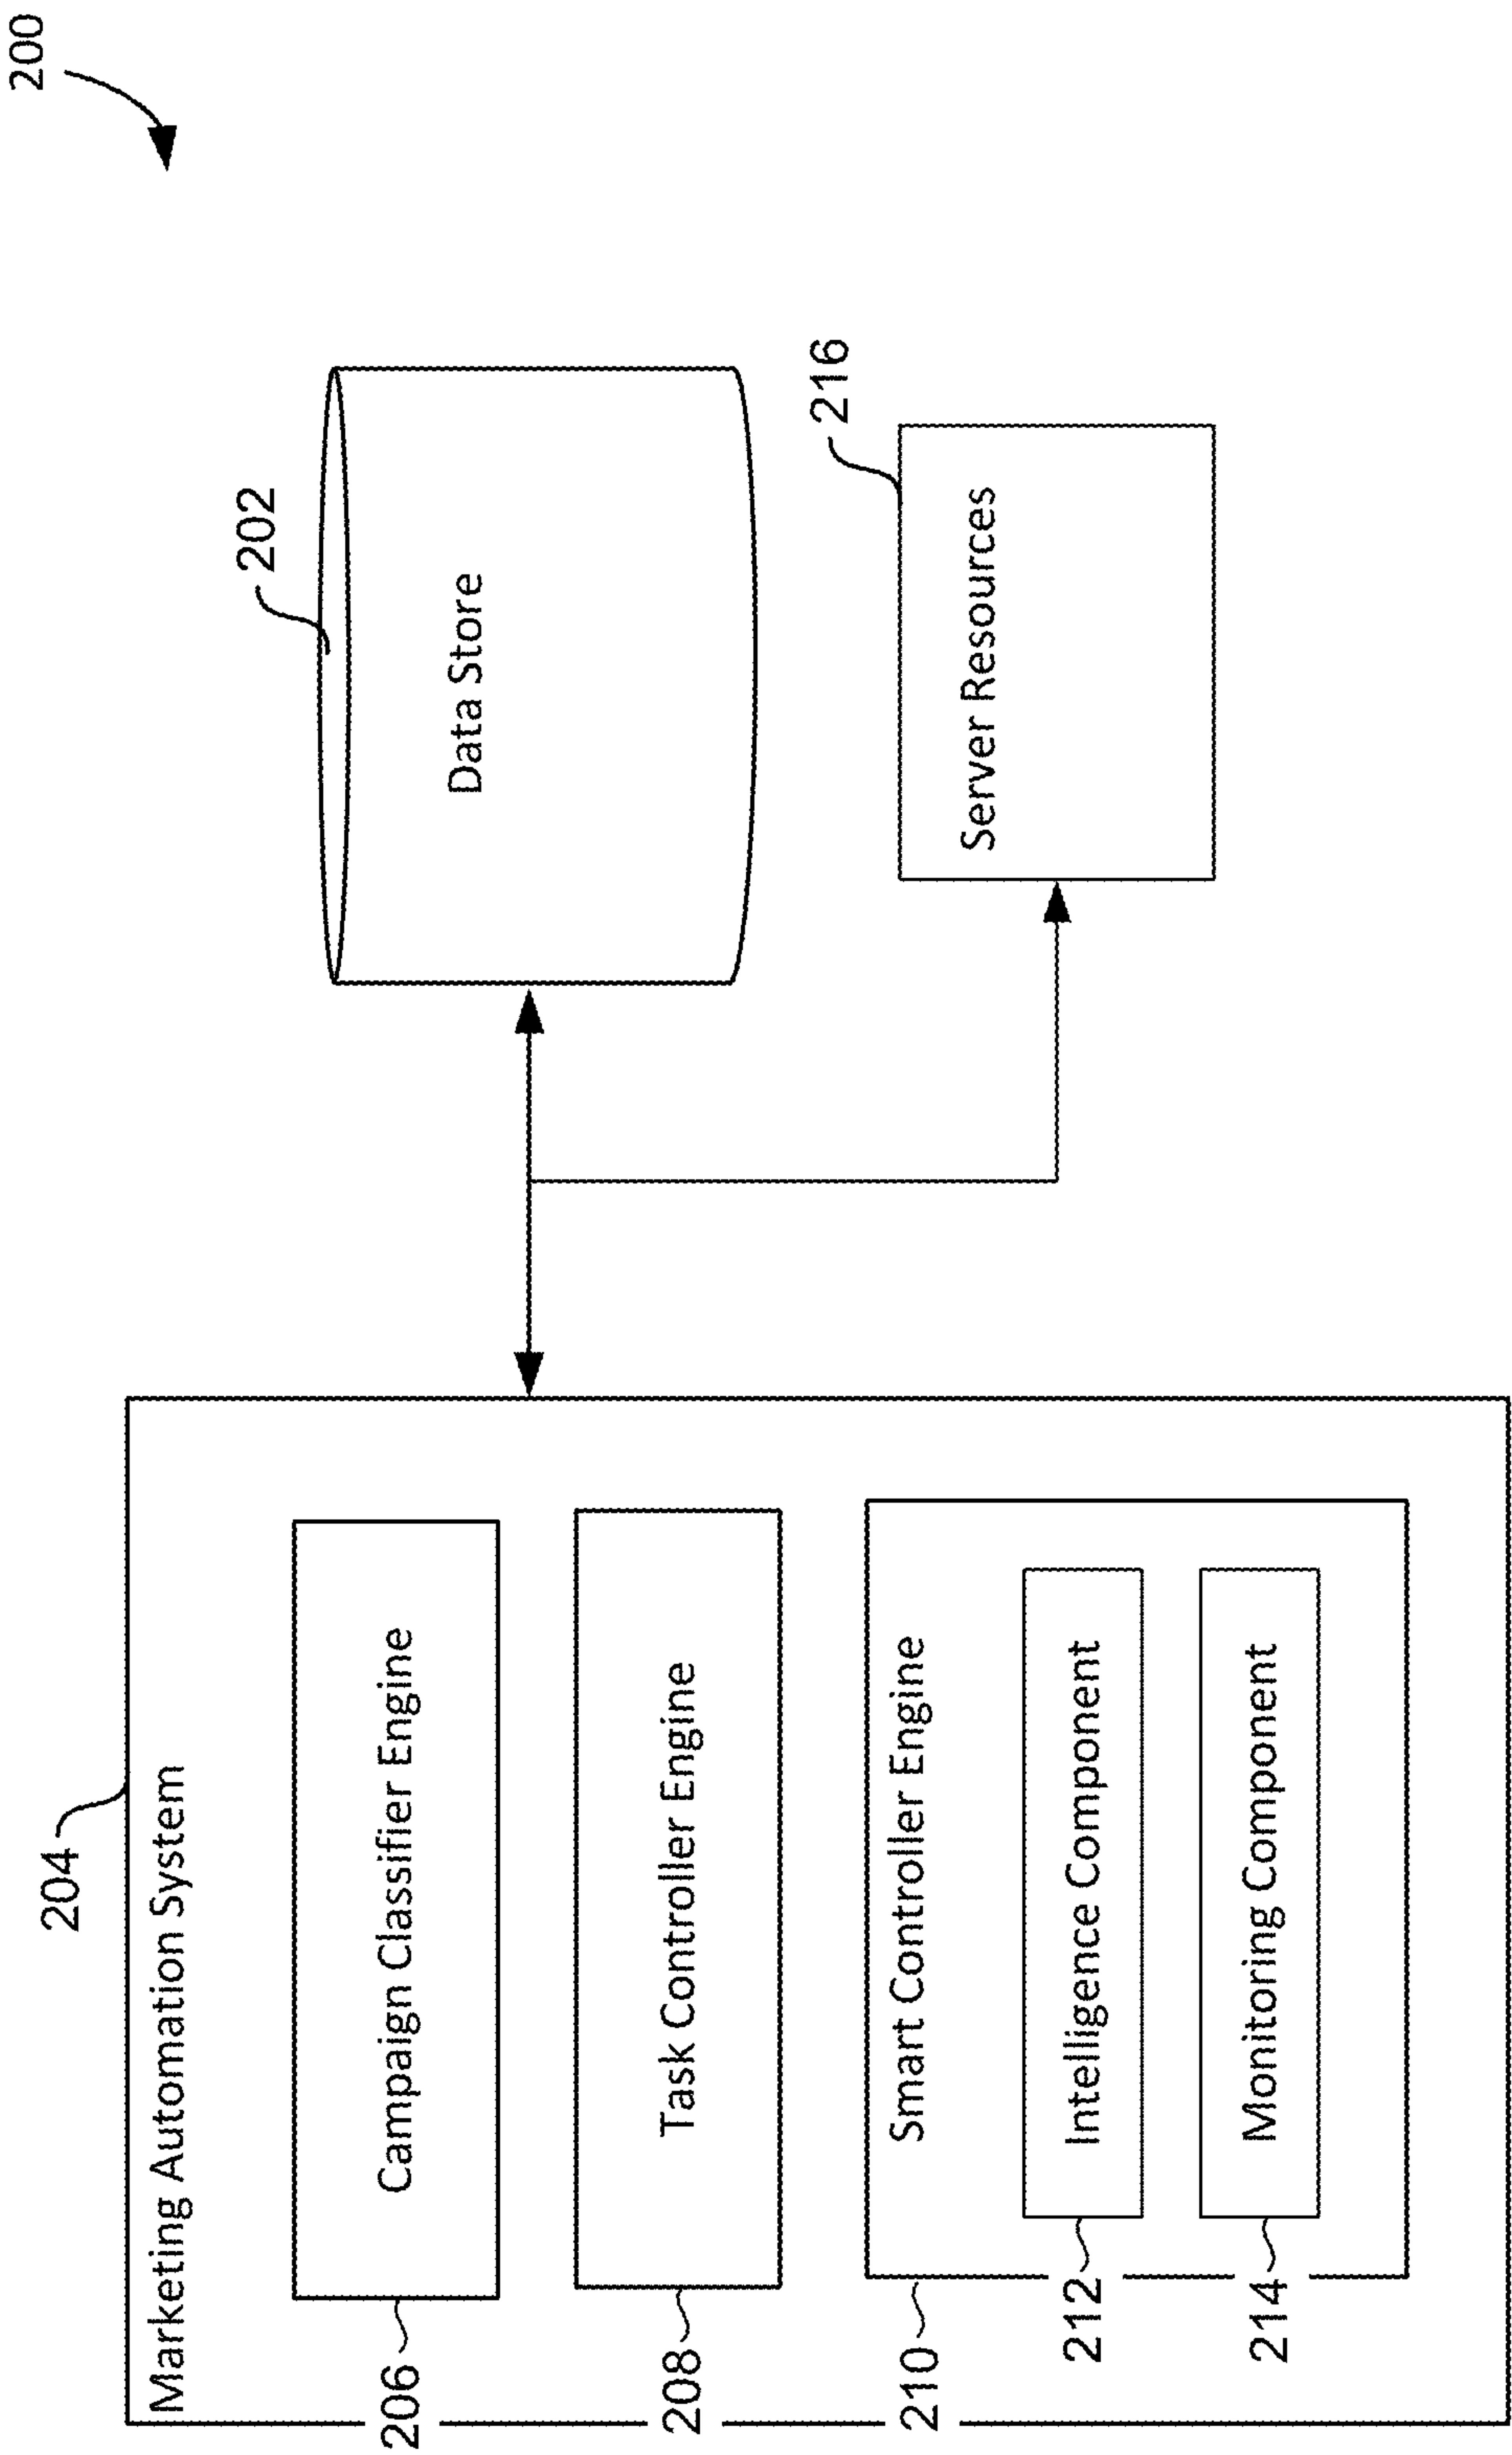 200
204
Marketing Automation System
206
Campaign Classifier Engine
208
Task Controller Engine
210
Smart Controller Engine
212
Intelligence Component
214
Monitoring Component
202
Data Store
216
Server Resources